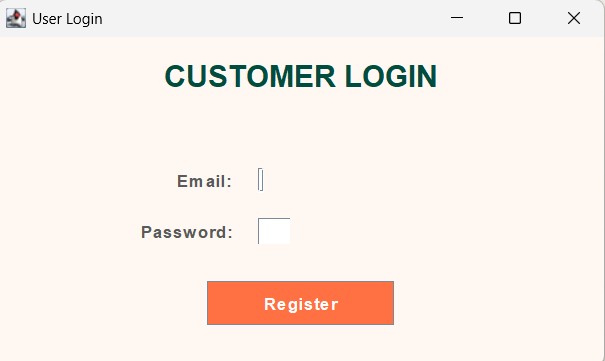 User Login
CUSTOMER LOGIN
Email:
Password:
Register